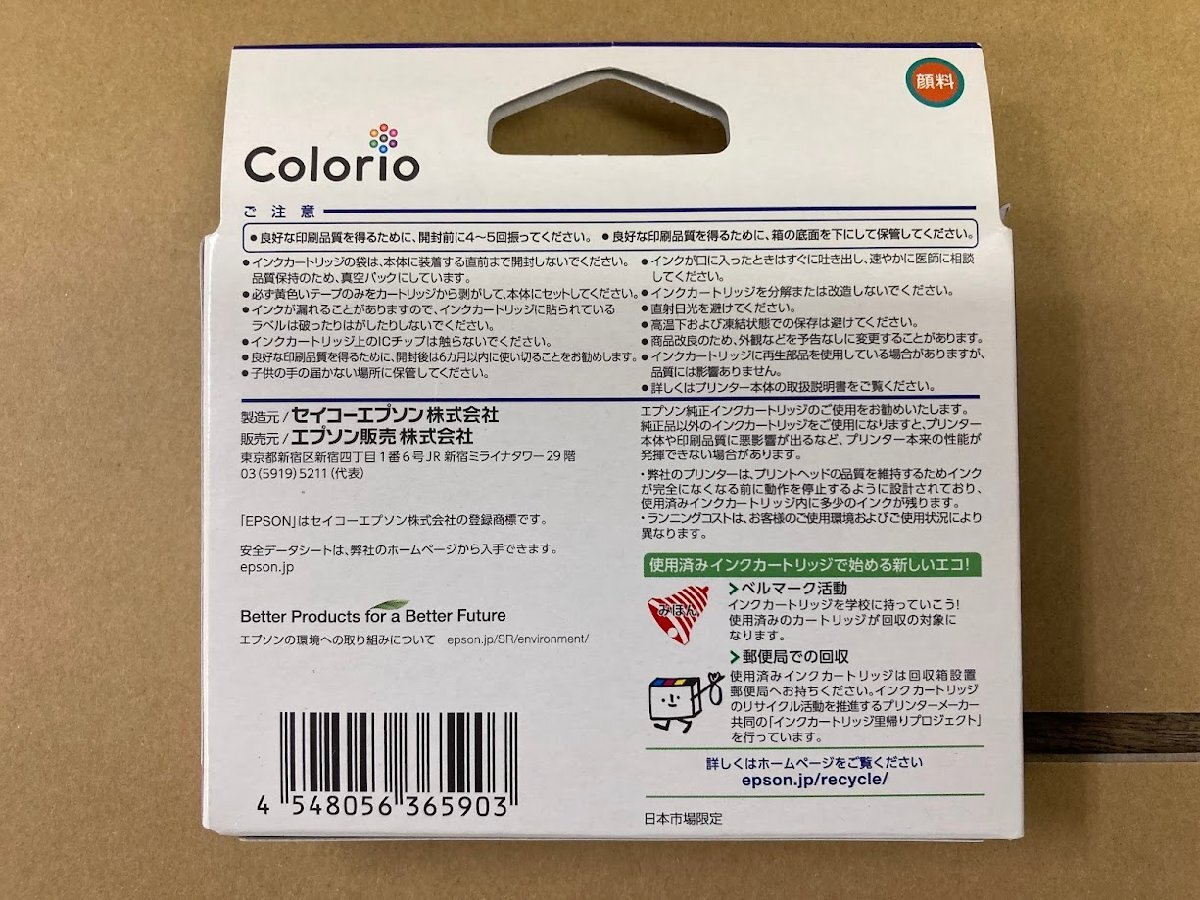 顔料
Colorio
ご注意
●良好な印刷品質を得るために、開封前に4〜5回振ってください。 ●良好な印刷品質を得るために、箱の底面を下にして保管してください。
●インクカートリッジの袋は、本体に装着する直前まで開封しないでください。
品質保持のため、真空パックにしています。
●必ず黄色いテープのみをカートリッジから剥がして、本体にセットしてください。
●インクが漏れることがありますので、インクカートリッジに貼られている
ラベルは破ったりはがしたりしないでください。
●インクカートリッジ上のICチップは触らないでください。
●良好な印刷品質を得るために、開封後は6カ月以内に使い切ることをお勧めします。
●子供の手の届かない場所に保管してください。
●インクが口に入ったときはすぐに吐き出し、速やかに医師に相談
してください。
●インクカートリッジを分解または改造しないでください。
●直射日光を避けてください。
●高温下および凍結状態での保存は避けてください。
●商品改良のため、外観などを予告なしに変更することがあります。
●インクカートリッジに再生部品を使用している場合がありますが、
品質には影響ありません。
●詳しくはプリンター本体の取扱説明書をご覧ください。
製造元/セイコーエプソン株式会社
販売元/エプソン販売株式会社
東京都新宿区新宿四丁目1番6号JR新宿ミライナタワー29階
03(5919)5211(代表)
「EPSON」はセイコーエプソン株式会社の登録商標です。
安全データシートは、弊社のホームページから入手できます。
epson.jp
Better Products for a Better Future
エプソンの環境への取り組みについて epson.jp/SR/environment/
4 548056 365903
エプソン純正インクカートリッジのご使用をお勧めいたします。
純正品以外のインクカートリッジをご使用になりますと、プリンター
本体や印刷品質に悪影響が出るなど、プリンター本来の性能が
発揮できない場合があります。
・弊社のプリンターは、プリントヘッドの品質を維持するためインク
が完全になくなる前に動作を停止するように設計されており、
使用済みインクカートリッジ内に多少のインクが残ります。
・ランニングコストは、お客様のご使用環境およびご使用状況により
異なります。
使用済みインクカートリッジで始める新しいエコ!
みほん
ベルマーク活動
インクカートリッジを学校に持っていこう!
使用済みのカートリッジが回収の対象に
なります。
郵便局での回収
使用済みインクカートリッジは回収箱設置
郵便局へお持ちください。インクカートリッジ
のリサイクル活動を推進するプリンターメーカー
共同の「インクカートリッジ里帰りプロジェクト」
を行っています。
詳しくはホームページをご覧ください
epson.jp/recycle/
日本市場限定